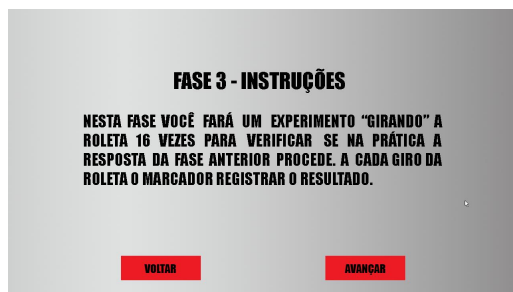 FASE 3 - INSTRUÇÕES
NESTA FASE VOCÊ FARÁ UM EXPERIMENTO “GIRANDO” A
ROLETA 16 VEZES PARA VERIFICAR SE NA PRÁTICA A
RESPOSTA DA FASE ANTERIOR PROCEDE. A CADA GIRO DA
ROLETA O MARCADOR REGISTRAR O RESULTADO.
VOLTAR
AVANÇAR